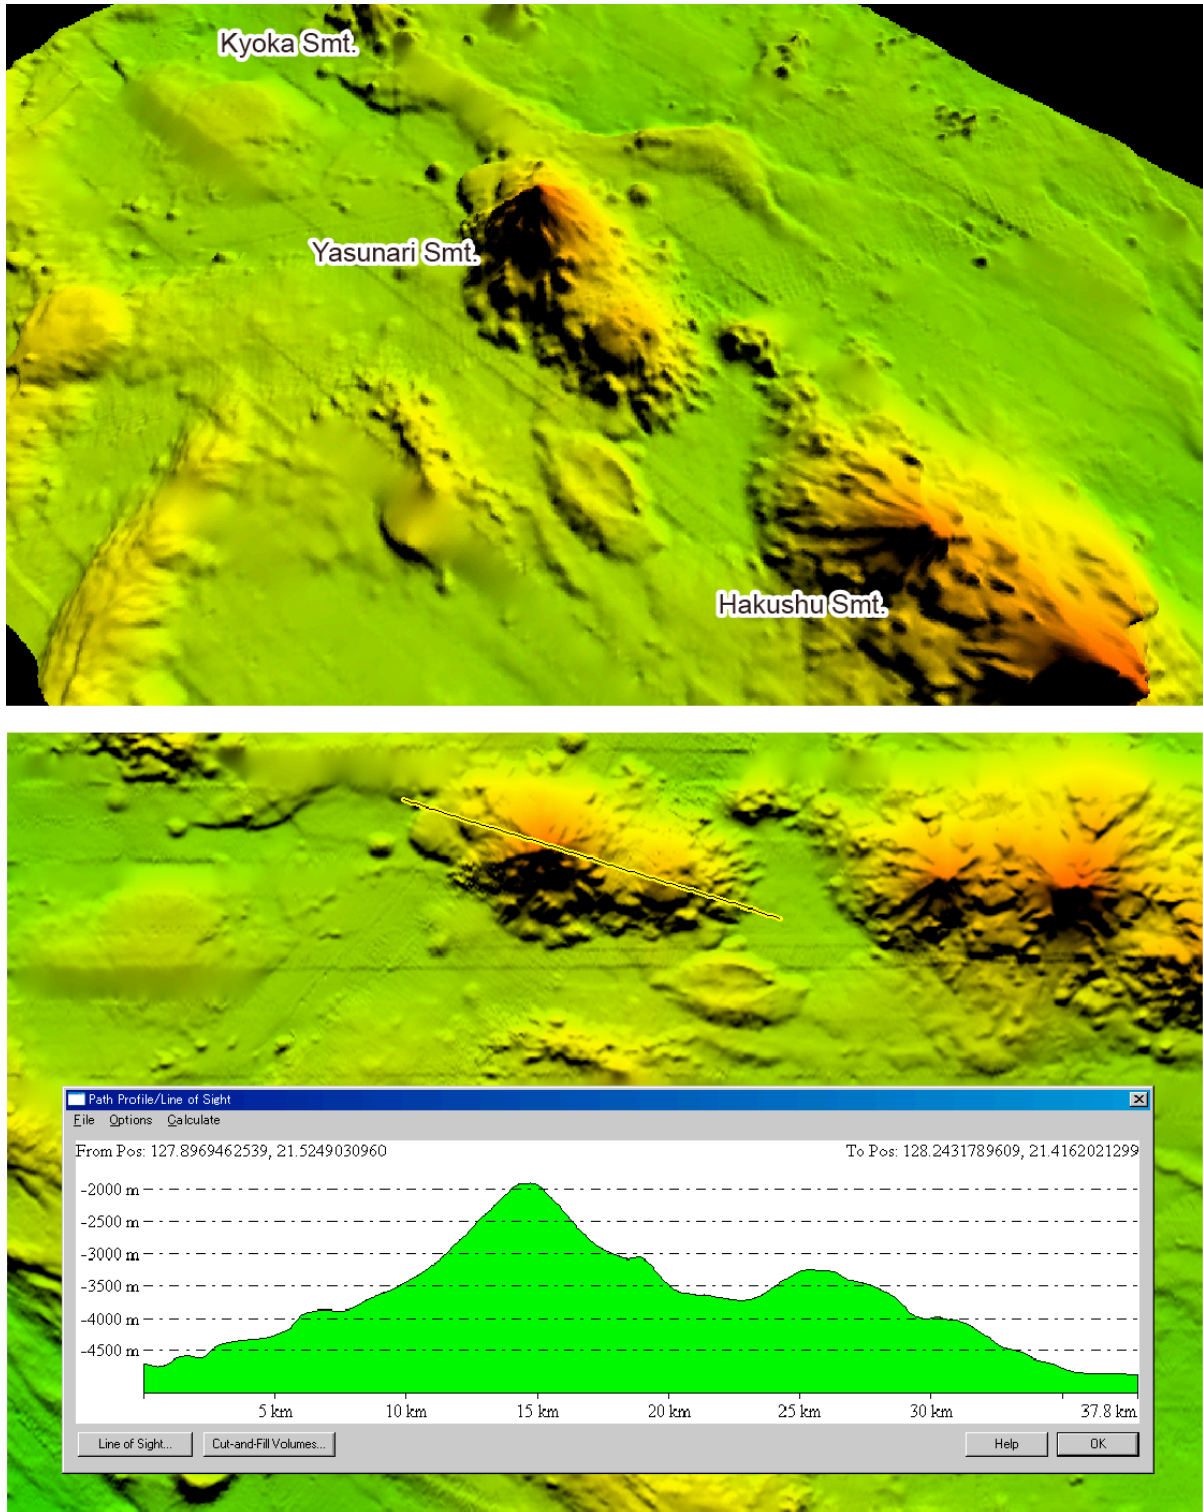 Kyoka Smt.
Yasunari Smt.
Hakushu Smt.
Path Profile/Line of Sight
File Options Calculate
From Pos: 127.8969462539, 21.5249030960 To Pos: 128.2431789609, 21.4162021299
-2000 m
-2500 m
-3000 m
-3500 m
-4000 m
-4500 m
5 km 10 km 15 km 20 km 25 km 30 km 37.8 km
Line of Sight... Cut-and-Fill Volumes... Help OK